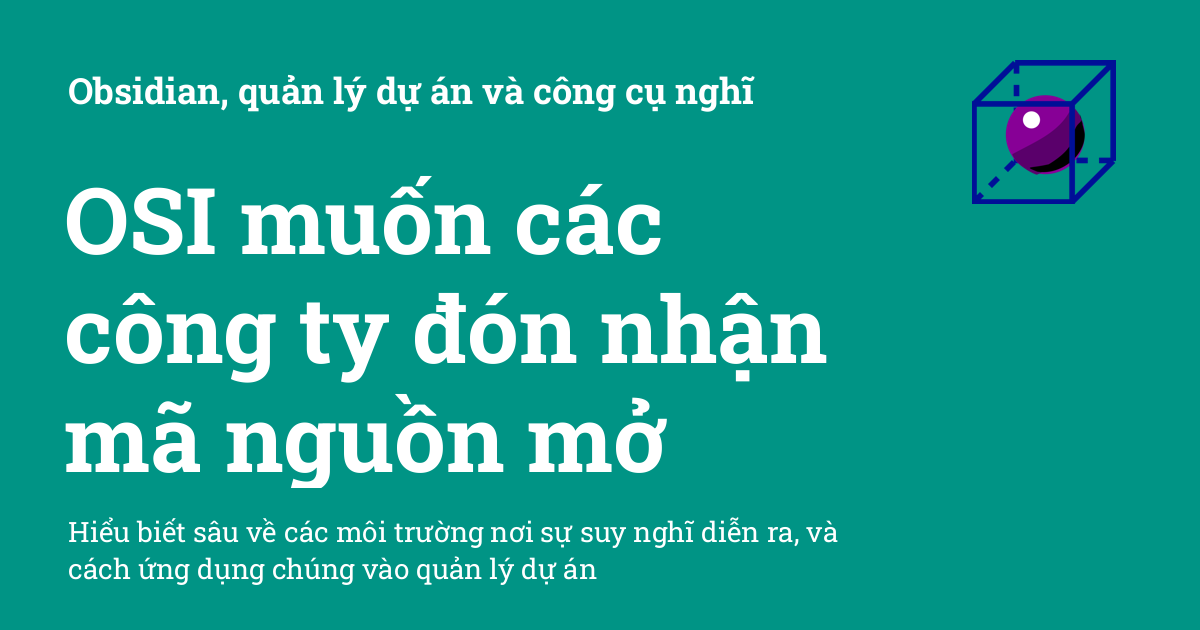 Obsidian, quản lý dự án và công cụ nghĩ
OSI muốn các
công ty đón nhận
mã nguồn mở
Hiểu biết sâu về các môi trường nơi sự suy nghĩ diễn ra, và
cách ứng dụng chúng vào quản lý dự án